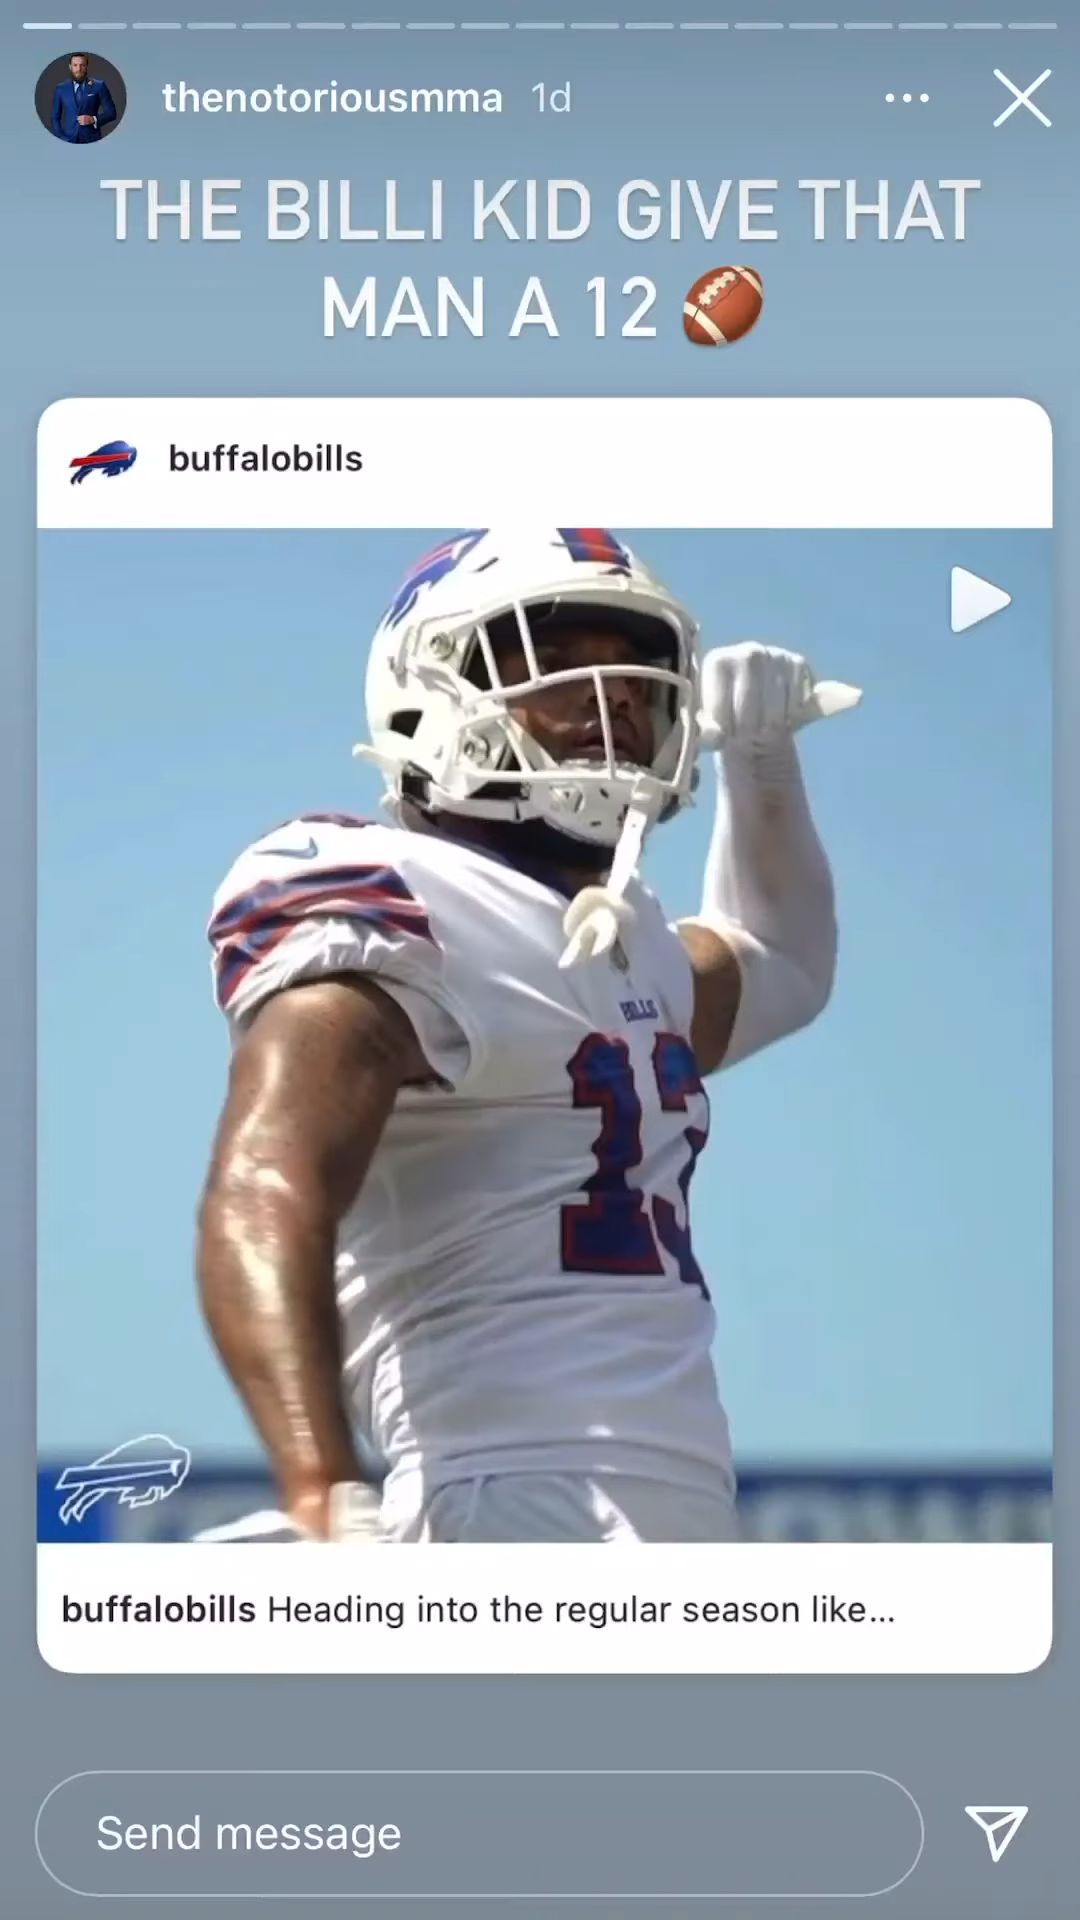 thenotoriousmma 1d
THE BILLI KID GIVE THAT
MAN A 12 🏈
buffalobills
BILLS
13
buffalobills Heading into the regular season like...
Send message